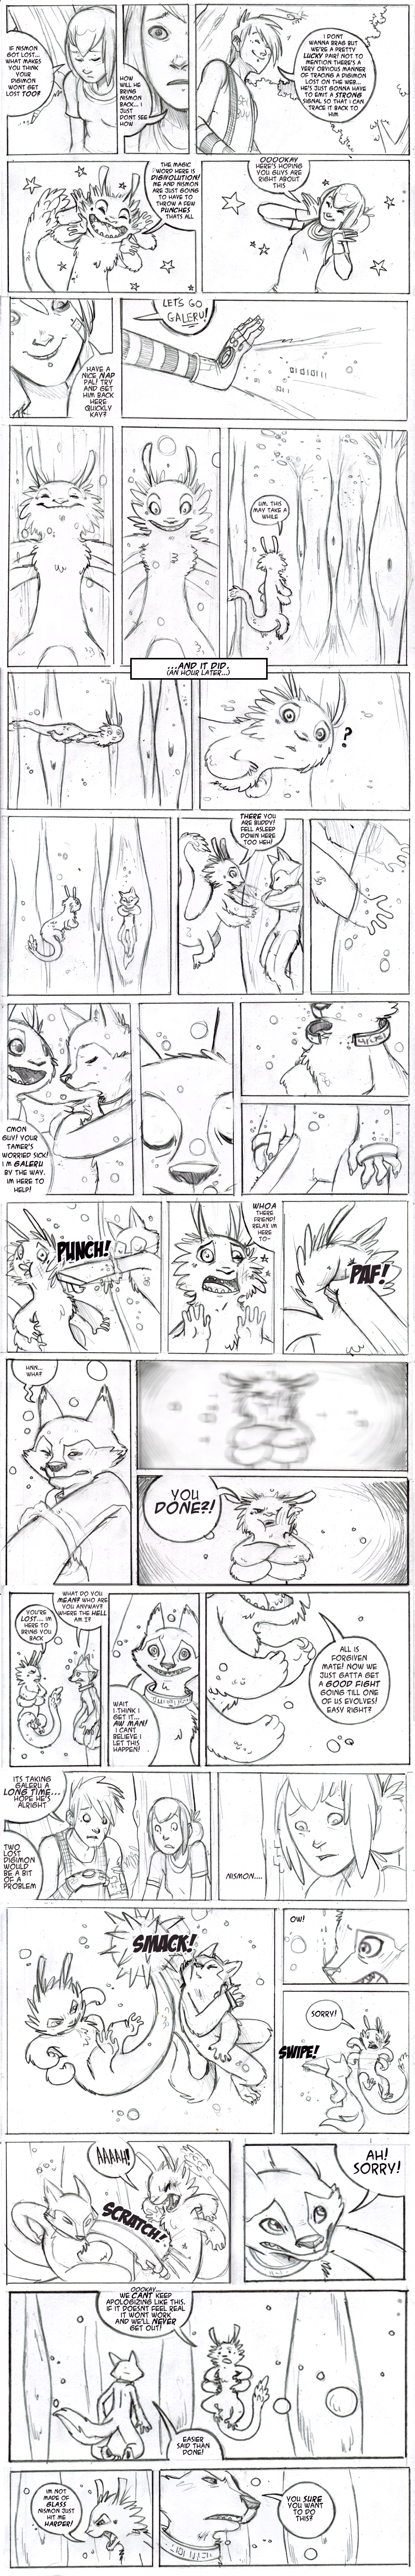 IF NISMON
GOT LOST...
WHAT MAKES
YOU THINK
YOUR
DIGIMON
WONT GET
LOST TOO?
HOW
WILL HE
BRING
NISMON
BACK... I
JUST
DONT SEE
HOW
I DONT
WANNA BRAG BUT
WE'RE A PRETTY
LUCKY PAIR! NOT TO
MENTION THERE'S
A VERY OBVIOUS MANNER
OF TRACING A DIGIMON
LOST ON THE WEB...
HE'S JUST GONNA HAVE
TO EMIT A STRONG
SIGNAL SO THAT I CAN
TRACE IT BACK TO
HIM
THE MAGIC
WORD HERE IS
DIGIVOLUTION!
ME AND NISMON
ARE JUST GOING
TO HAVE TO
THROW A FEW
PUNCHES
THATS ALL
OOOOKAY
HERE'S HOPING
YOU GUYS ARE
RIGHT ABOUT
THIS
HAVE A
NICE NAP
PAL! TRY
AND GET
HIM BACK
HERE
QUICKLY
KAY?
LET'S GO
GALERU!
UM, THIS
MAY TAKE A
WHILE
...AND IT DID.
(AN HOUR LATER...)
?
THERE YOU
ARE BUDDY!
FELL ASLEEP
DOWN HERE
TOO HEH!
CMON
GUY! YOUR
TAMER'S
WORRIED SICK!
I M GALERU
BY THE WAY.
IM HERE TO
HELP!
PUNCH!
WHOA
THERE
FRIEND!
RELAX IM
HERE
TO-
PAF!
HNN...
WHAT?
YOU
DONE?!
YOU'RE
LOST.... IM
HERE TO
BRING YOU
BACK
WHAT DO YOU
MEAN? WHO ARE
YOU ANYWAY?
WHERE THE HELL
AM I?
WAIT
I THINK I
GET IT...
AW MAN!
I CANT
BELIEVE I
LET THIS
HAPPEN!
ALL IS
FORGIVEN
MATE! NOW WE
JUST GATTA GET
A GOOD FIGHT
GOING TILL ONE
OF US EVOLVES!
EASY RIGHT?
ITS TAKING
GALERU A
LONG TIME...
HOPE HE'S
ALRIGHT
TWO
LOST
DIGIMON
WOULD
BE A BIT
OF A
PROBLEM
NISMON....
SMACK!
OW!
SORRY!
SWIPE!
AAAAH!
SCRATCH!
AH!
SORRY!
OOOKAY...
WE CANT KEEP
APOLOGIZING LIKE THIS.
IF IT DOESNT FEEL REAL
IT WONT WORK
AND WE'LL NEVER
GET OUT!
EASIER
SAID THAN
DONE!
IM NOT
MADE OF
GLASS
NISMON JUST
HIT ME
HARDER!
YOU SURE
YOU WANT
TO DO
THIS?